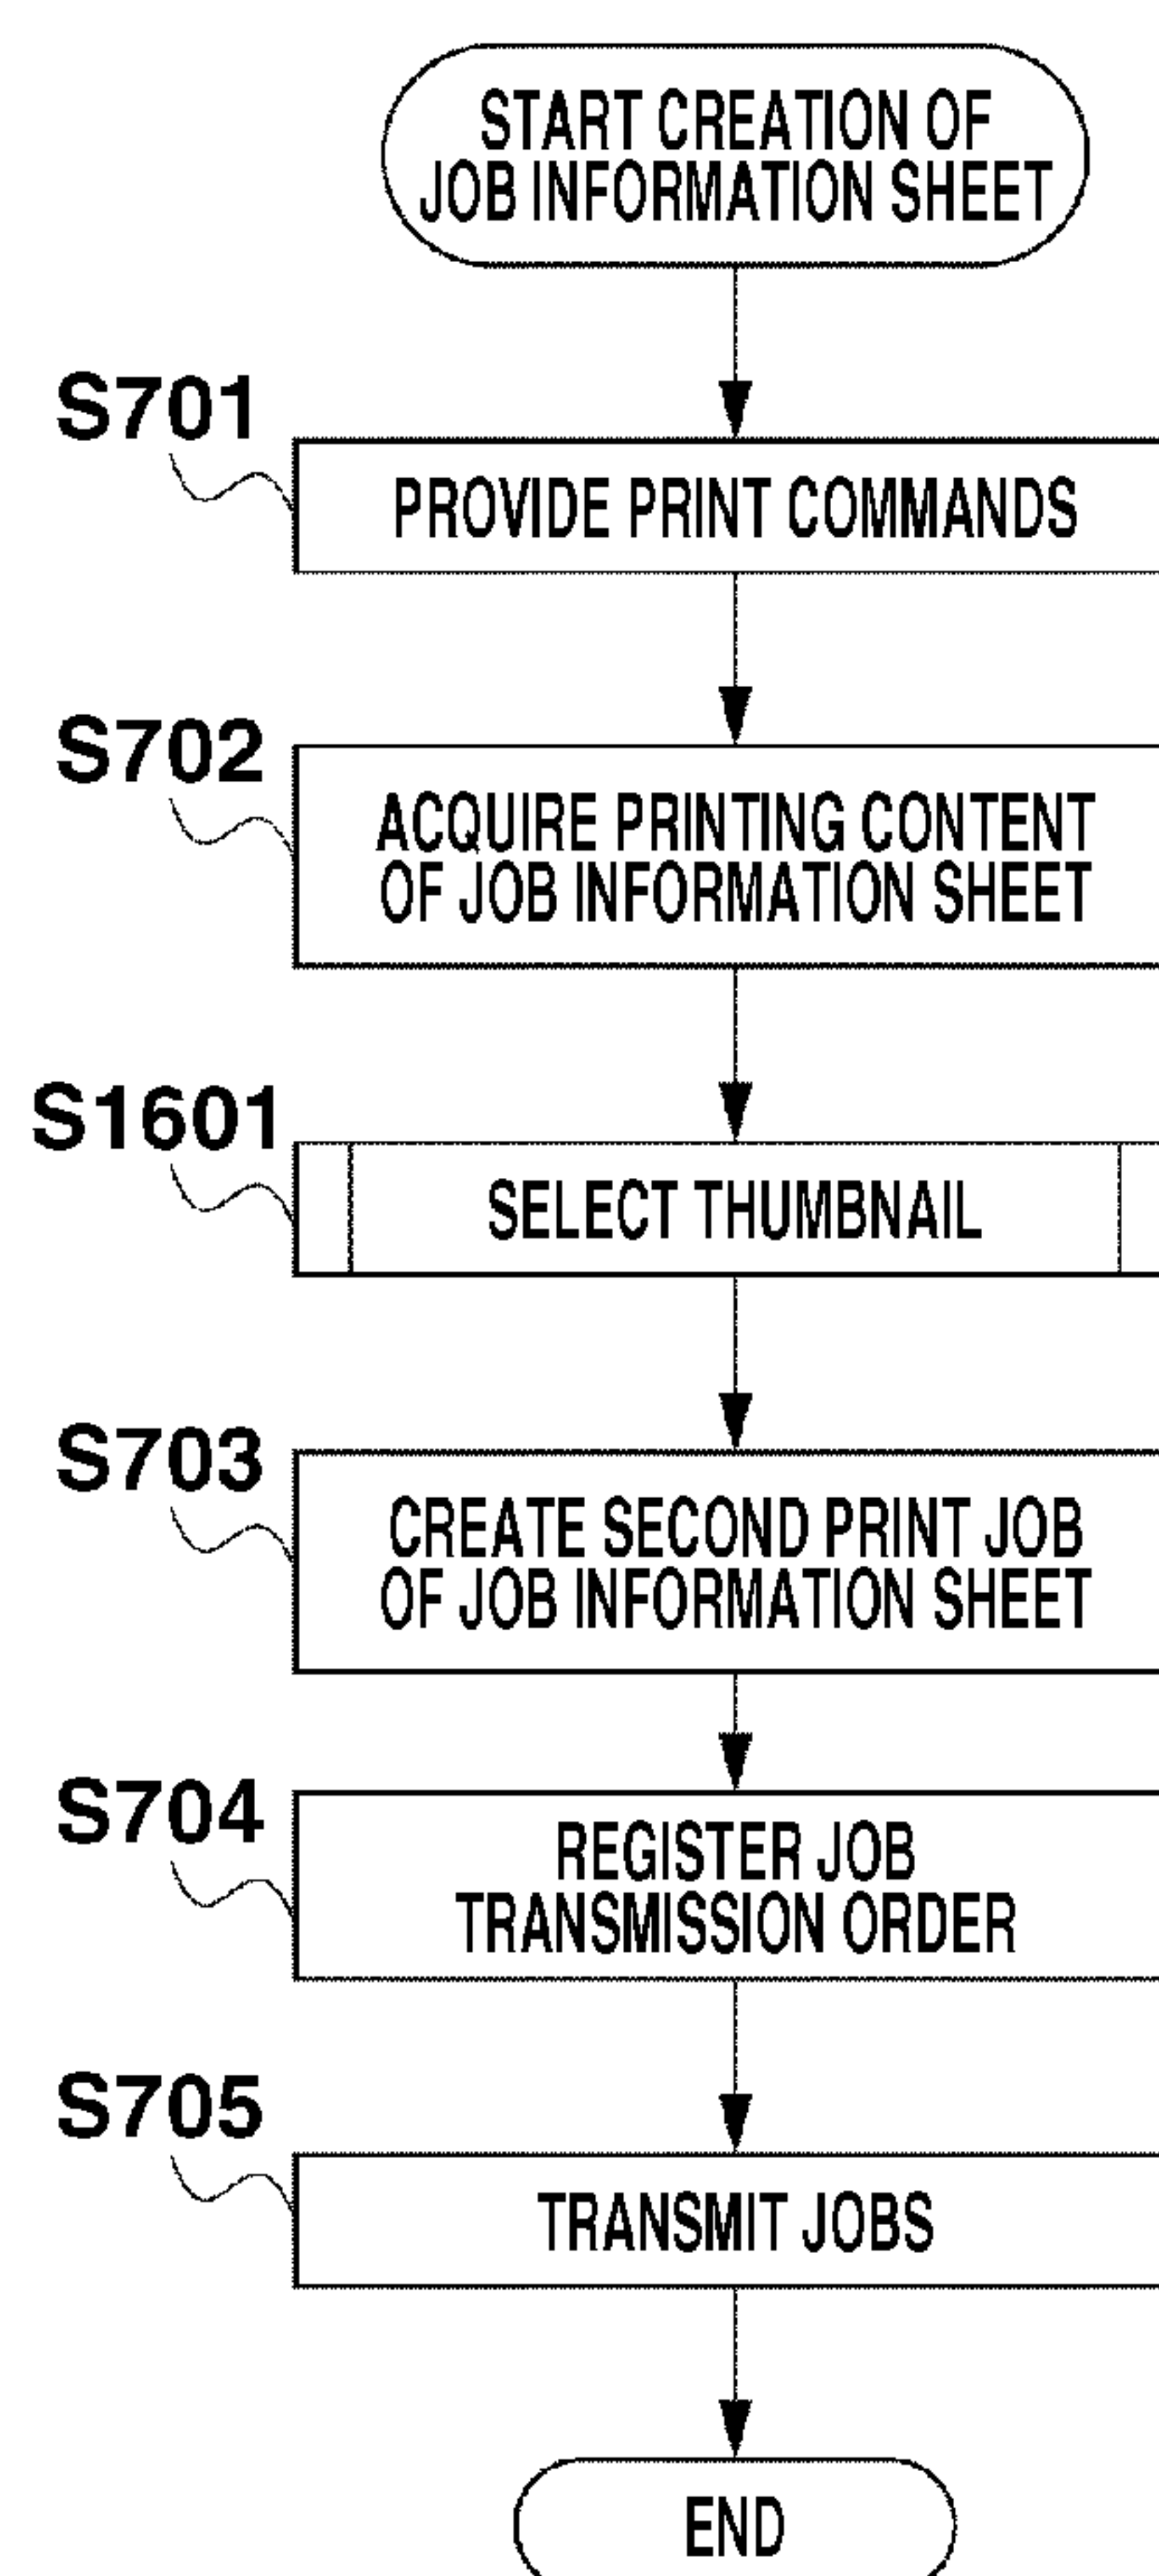 START CREATION OF
JOB INFORMATION SHEET
S701
PROVIDE PRINT COMMANDS
S702
ACQUIRE PRINTING CONTENT
OF JOB INFORMATION SHEET
S1601
SELECT THUMBNAIL
S703
CREATE SECOND PRINT JOB
OF JOB INFORMATION SHEET
S704
REGISTER JOB
TRANSMISSION ORDER
S705
TRANSMIT JOBS
END